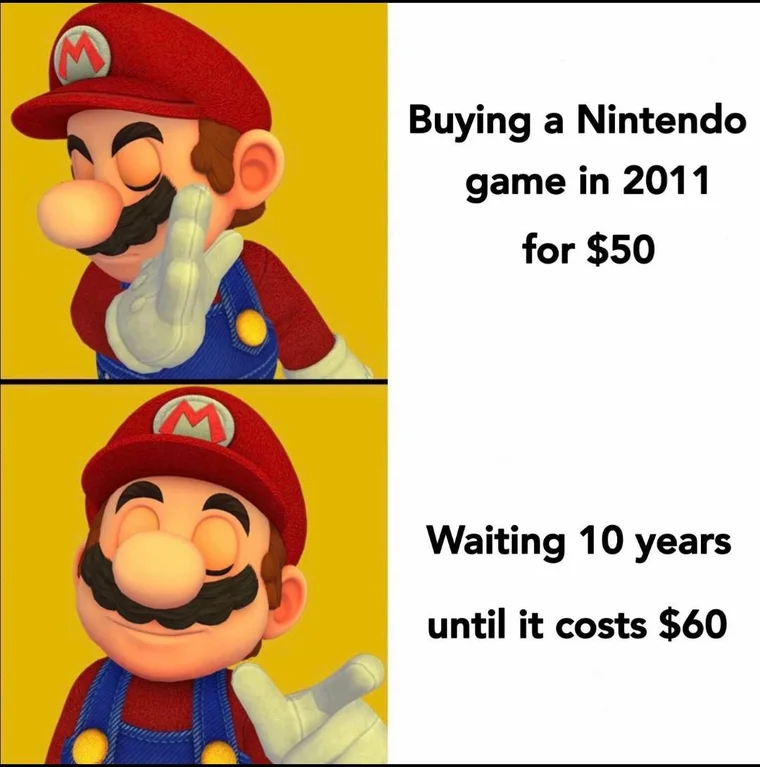 M
Buying a Nintendo
game in 2011
for $50
M
Waiting 10 years
until it costs $60